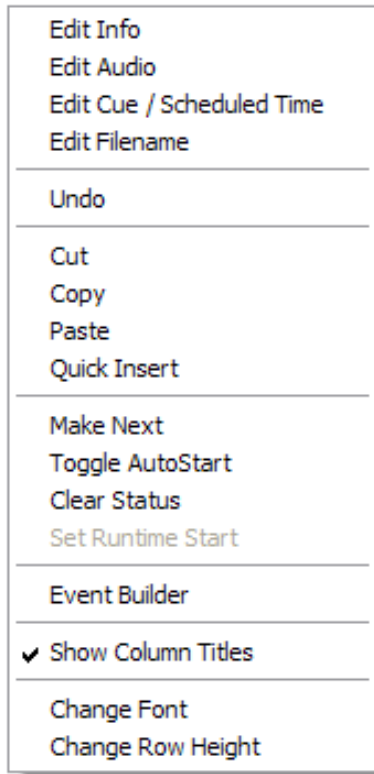 Edit Info
Edit Audio
Edit Cue / Scheduled Time
Edit Filename
Undo
Cut
Copy
Paste
Quick Insert
Make Next
Toggle AutoStart
Clear Status
Set Runtime Start
Event Builder
Show Column Titles
Change Font
Change Row Height